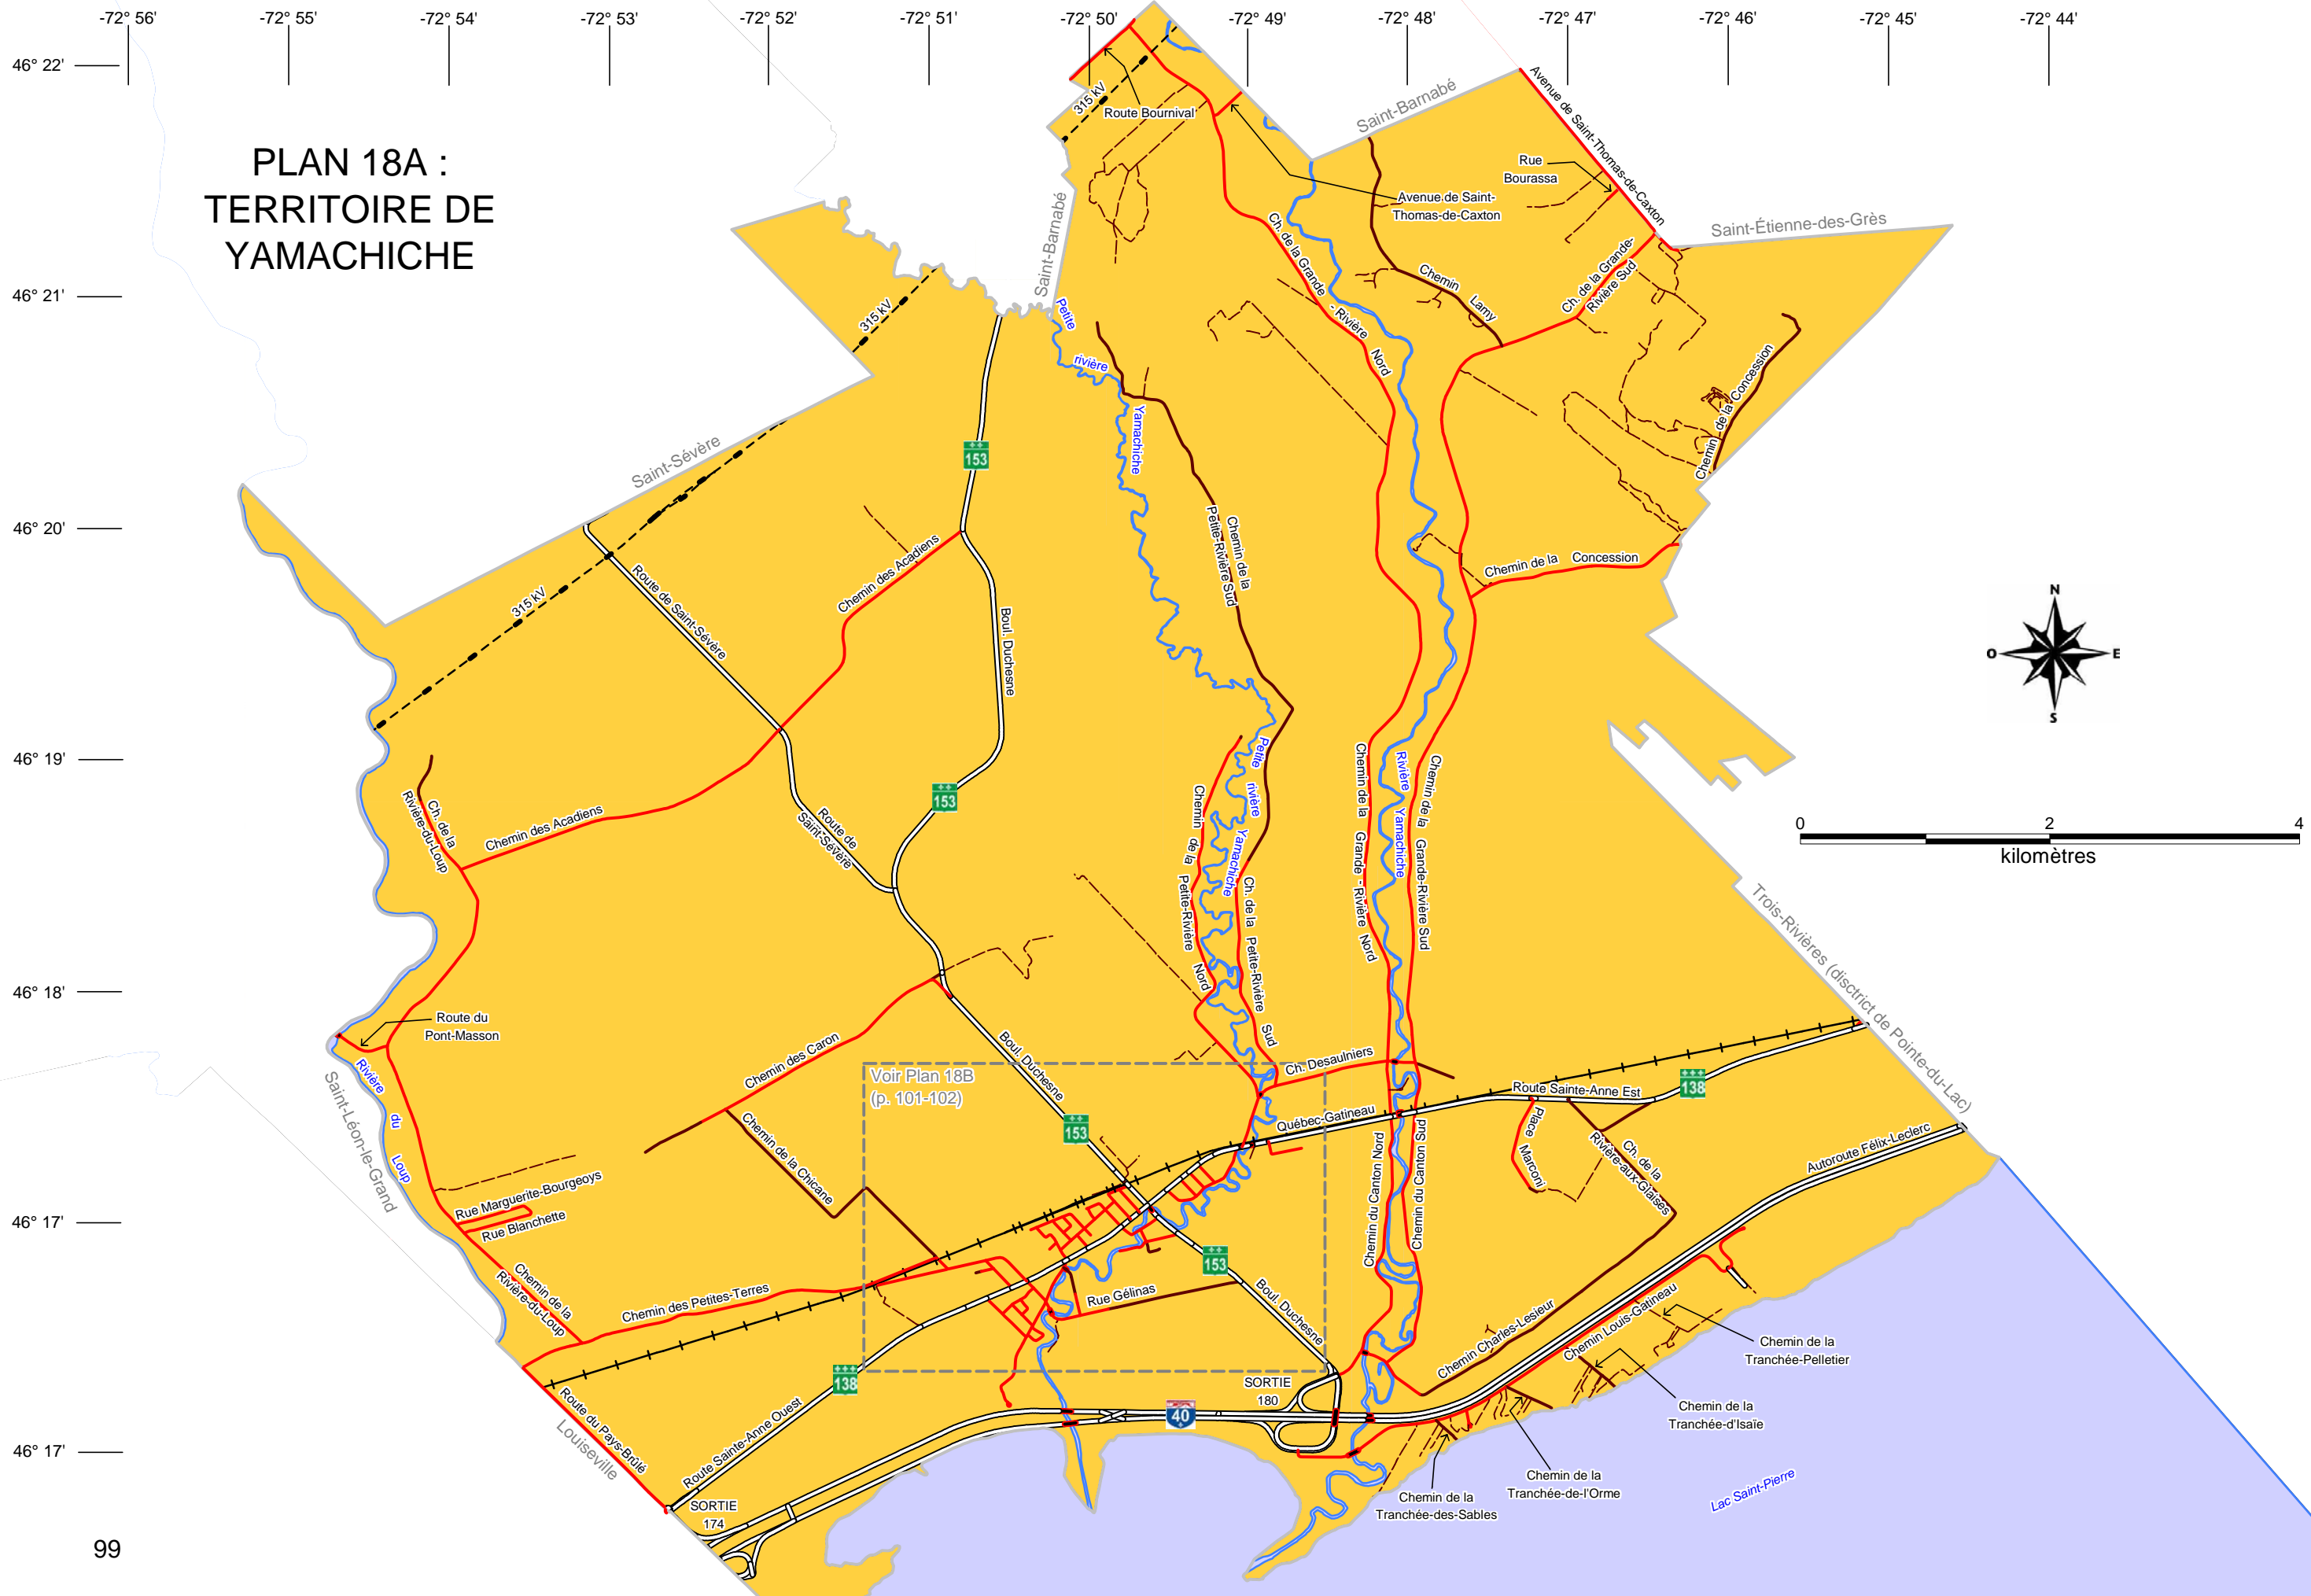 -72° 56'
-72° 55'
-72° 54'
-72° 53'
-72° 52'
-72° 51'
-72° 50'
-72° 49'
-72° 48'
-72° 47'
-72° 46'
-72° 45'
-72° 44'
46° 22'
46° 21'
46° 20'
46° 19'
46° 18'
46° 17'
46° 17'
PLAN 18A :
TERRITOIRE DE
YAMACHICHE
315 kV
Route Bournival
Saint-Barnabé
Avenue de Saint-Thomas-de-Caxton
Rue
Bourassa
Avenue de Saint-
Thomas-de-Caxton
Saint-Étienne-des-Grès
Saint-Barnabé
Ch. de la Grande - Rivière Nord
Ch. de la Grande-
Rivière Sud
Chemin Lamy
315 kV
Petite rivière Yamachiche
Chemin de la Concession
Saint-Sévère
153
Chemin de la
Petite-Rivière Sud
Chemin de la Concession
Chemin des Acadiens
Route de Saint-Sévère
315 kV
Boul. Duchesne
N
O
E
S
0
2
4
kilomètres
Ch. de la
Rivière-du-Loup
Chemin des Acadiens
Route de
Saint-Sévère
153
Petite rivière Yamachiche
Chemin de la Petite-Rivière Nord
Ch. de la Petite-Rivière Sud
Chemin de la Grande - Rivière Nord
Rivière Yamachiche
Chemin de la Grande-Rivière Sud
Trois-Rivières (disctrict de Pointe-du-Lac)
Route du
Pont-Masson
Rivière du Loup
Saint-Léon-le-Grand
Chemin des Caron
Voir Plan 18B
(p. 101-102)
Boul. Duchesne
153
Ch. Desaulniers
Québec-Gatineau
Route Sainte-Anne Est
138
Place Marconi
Ch. de la
Rivière-aux-Glaises
Autoroute Félix-Leclerc
Chemin de la Chicane
Chemin du Canton Nord
Chemin du Canton Sud
Rue Marguerite-Bourgeoys
Rue Blanchette
Chemin de la
Rivière-du-Loup
Chemin des Petites-Terres
153
Rue Gélinas
Boul. Duchesne
Chemin Charles-Lesieur
Chemin Louis-Gatineau
Chemin de la
Tranchée-Pelletier
138
SORTIE
180
40
Chemin de la
Tranchée-d'Isaïe
Route du Pays-Brûlé
Louiseville
Route Sainte-Anne Ouest
Chemin de la
Tranchée-de-l'Orme
Chemin de la
Tranchée-des-Sables
Lac Saint-Pierre
SORTIE
174
99